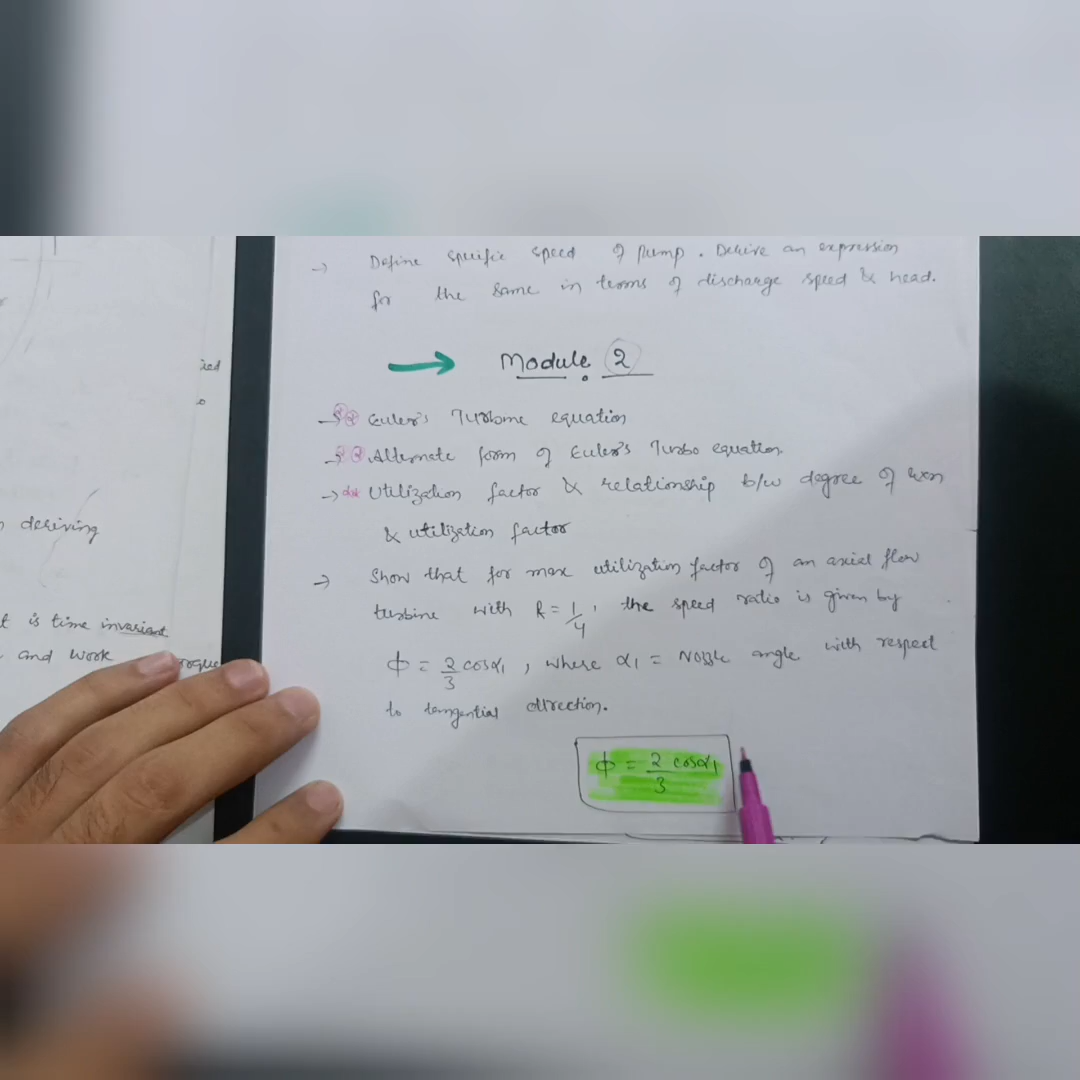 → Define specific speed of pump. Derive an expression
for the same in terms of discharge speed & head.
→ Module 2
→ Euler's Turbine equation
→ Alternate form of Euler's Turbo equation
→ Utilization factor & relationship b/w degree of
& utilization factor
→ Show that for max utilization factor of an axial flow
turbine with R = 1/4, the speed ratio is given by
ϕ = 2/3 cosα1, where α1 = Nozzle angle with respect
to tangential direction.
ϕ = 2 cosα1 / 3
deriving
t is time invarient
and work